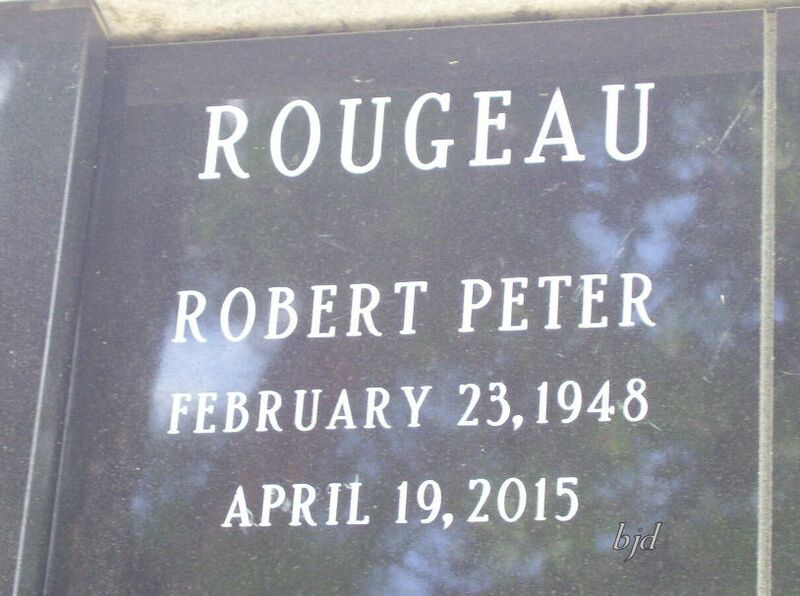 ROUGEAU
ROBERT PETER
FEBRUARY 23, 1948
APRIL 19, 2015
bjd